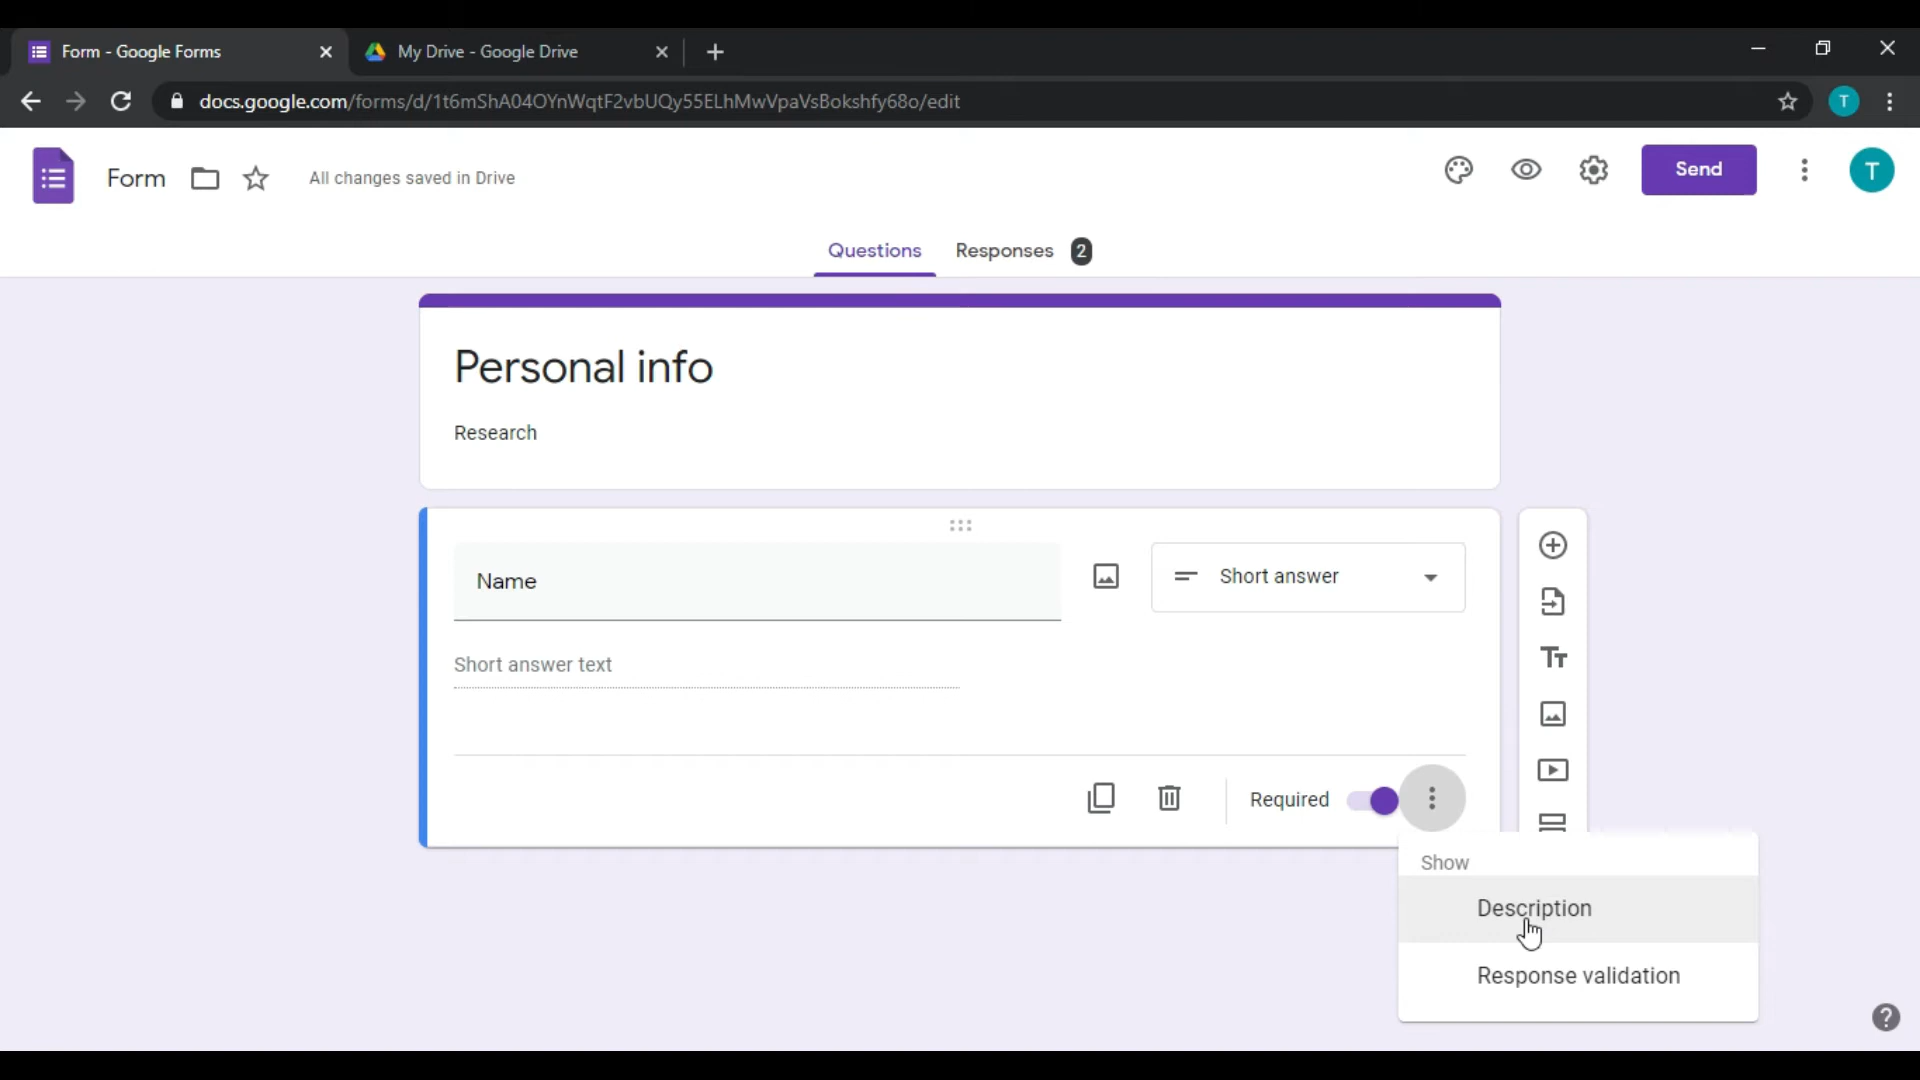 Form - Google Forms
My Drive - Google Drive
docs.google.com/forms/d/1t6mShA04OYnWqtF2vbUQy55ELhMwVpaVsBokshfy68o/edit
T
Form
All changes saved in Drive
Send
T
Questions
Responses 2
Personal info
Research
Name
Short answer
Short answer text
Required
Show
Description
Response validation